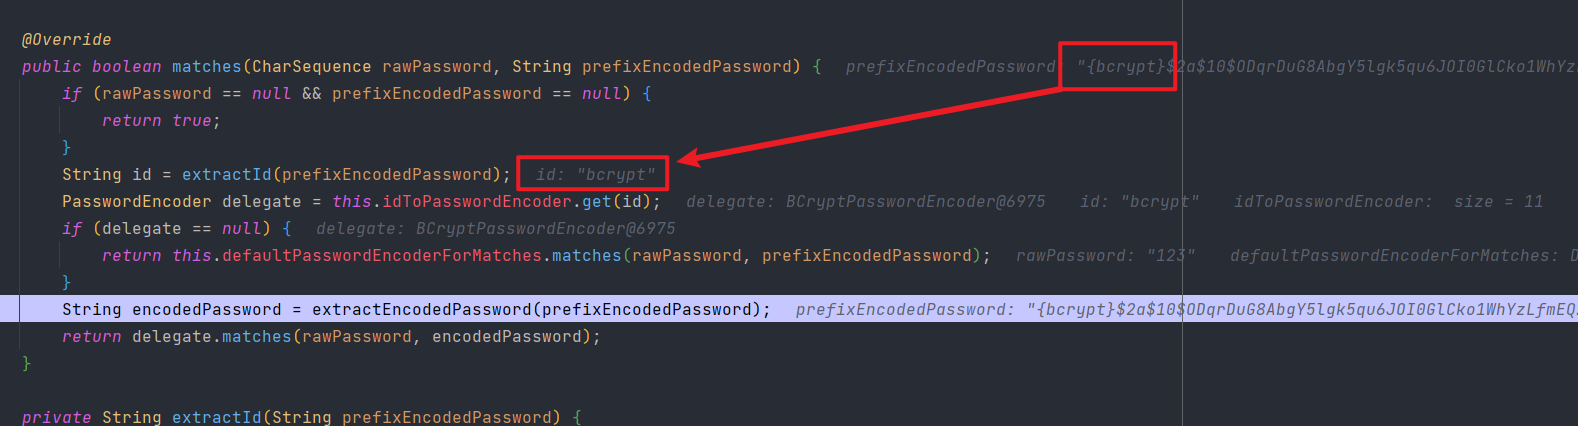 @Override
public boolean matches(CharSequence rawPassword, String prefixEncodedPassword) { prefixEncodedPassword: "{bcrypt}$2a$10$ODqrDuG8AbgY5lgk5qu6JOI0GlCko1WhYzL
if (rawPassword == null && prefixEncodedPassword == null) {
return true;
}
String id = extractId(prefixEncodedPassword); id: "bcrypt"
PasswordEncoder delegate = this.idToPasswordEncoder.get(id); delegate: BCryptPasswordEncoder@6975 id: "bcrypt" idToPasswordEncoder: size = 11
if (delegate == null) { delegate: BCryptPasswordEncoder@6975
return this.defaultPasswordEncoderForMatches.matches(rawPassword, prefixEncodedPassword); rawPassword: "123" defaultPasswordEncoderForMatches: D
}
String encodedPassword = extractEncodedPassword(prefixEncodedPassword); prefixEncodedPassword: "{bcrypt}$2a$10$ODqrDuG8AbgY5lgk5qu6JOI0GlCko1WhYzLfmEQ
return delegate.matches(rawPassword, encodedPassword);
}
private String extractId(String prefixEncodedPassword) {